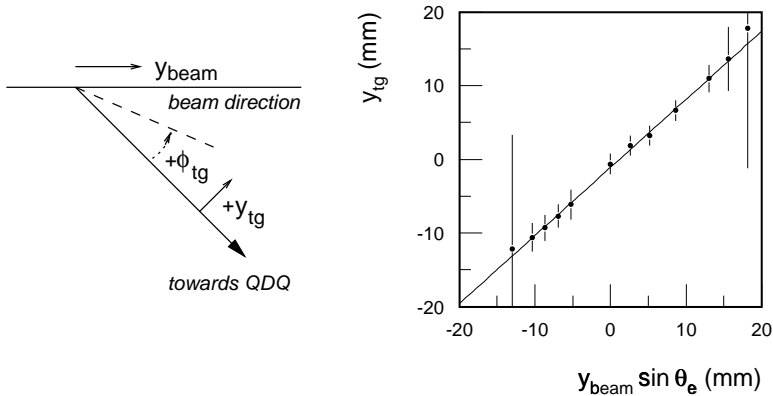 y_beam
beam direction
+ϕ_tg
+y_tg
towards QDQ
y_tg (mm)
20
10
0
-10
-20
-20 -10 0 10 20
y_beam sin θ_e (mm)